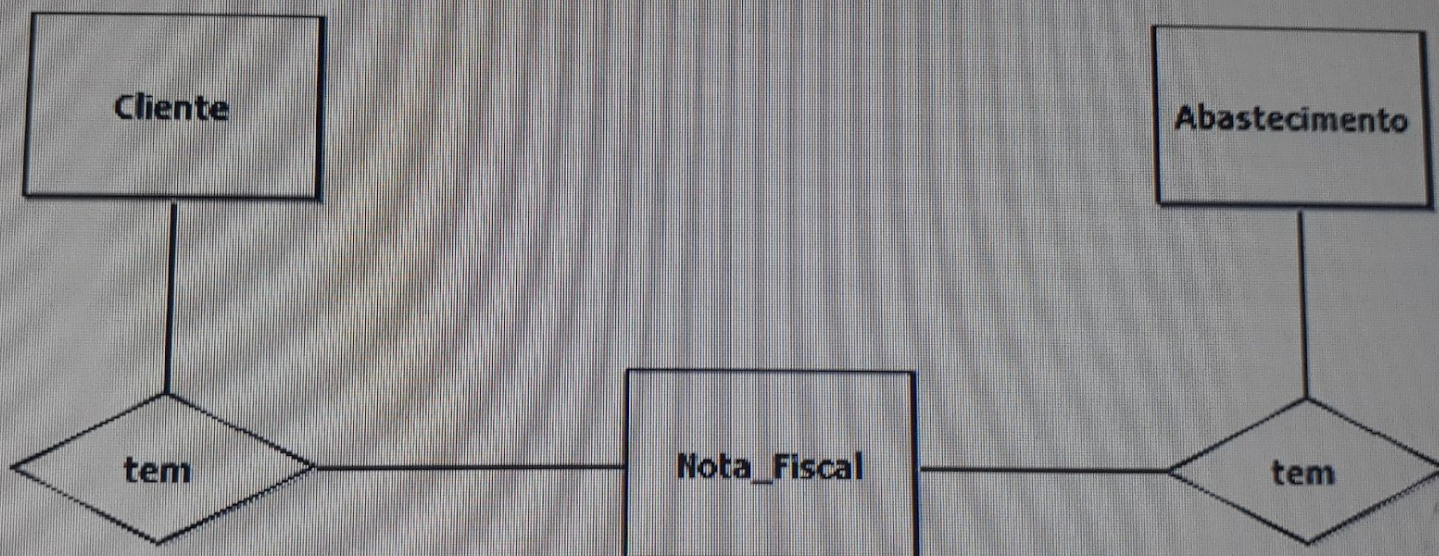 Cliente
Abastecimento
tem
Nota_Fiscal
tem